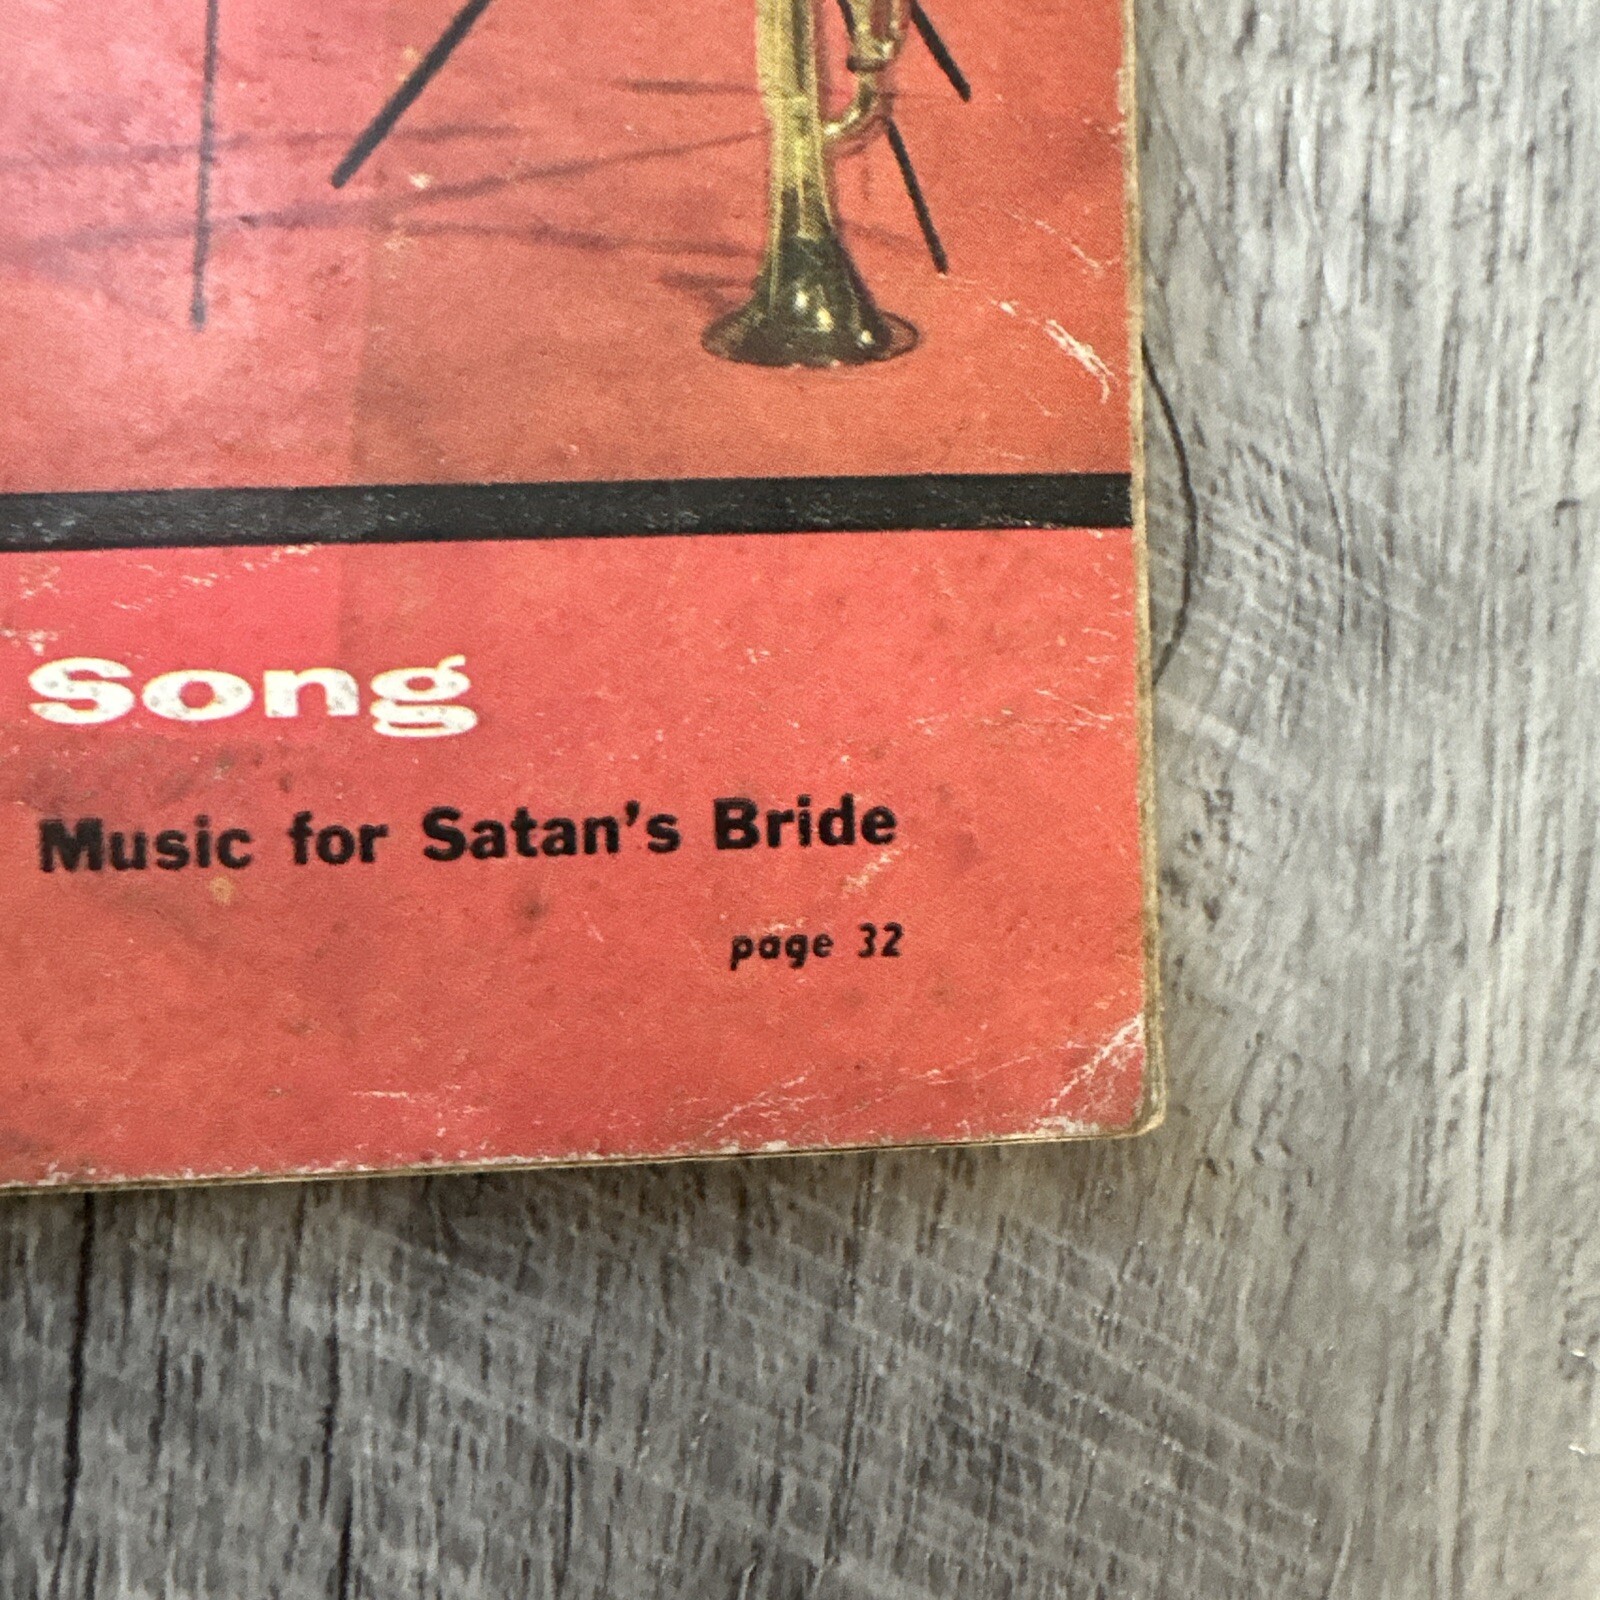 Song
Music for Satan's Bride
page 32